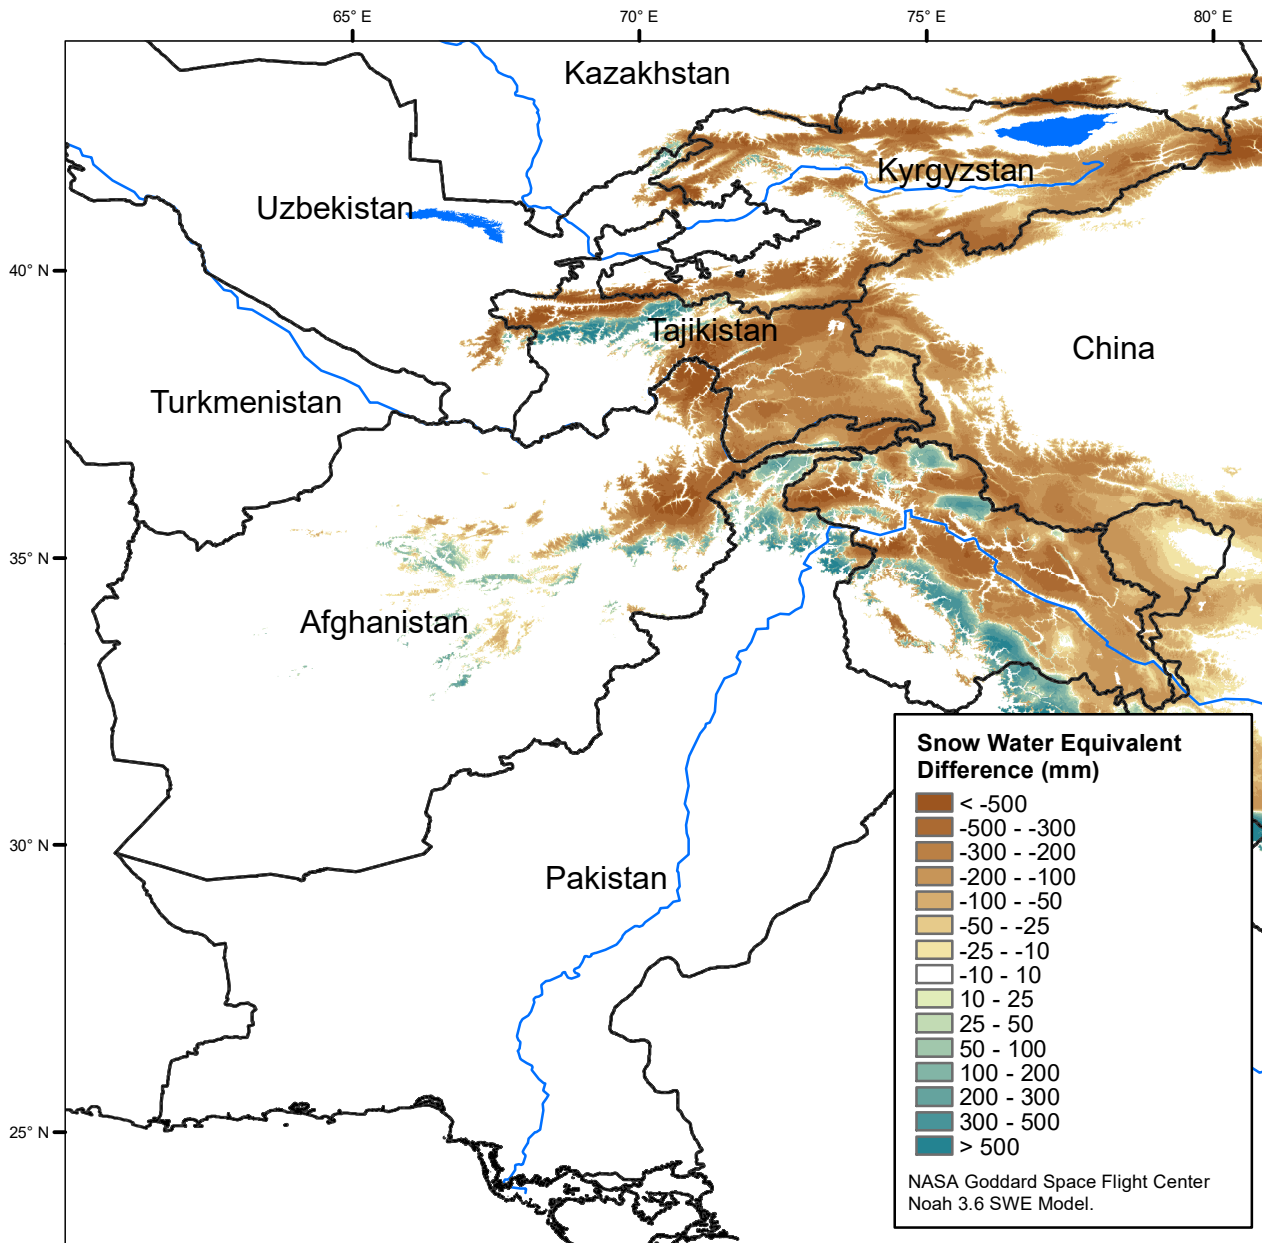 65° E
70° E
75° E
80° E
Kazakhstan
Kyrgyzstan
Uzbekistan
40° N
Tajikistan
China
Turkmenistan
35° N
Afghanistan
30° N
Pakistan
25° N
Snow Water Equivalent
Difference (mm)
< -500
-500 - -300
-300 - -200
-200 - -100
-100 - -50
-50 - -25
-25 - -10
-10 - 10
10 - 25
25 - 50
50 - 100
100 - 200
200 - 300
300 - 500
> 500
NASA Goddard Space Flight Center
Noah 3.6 SWE Model.